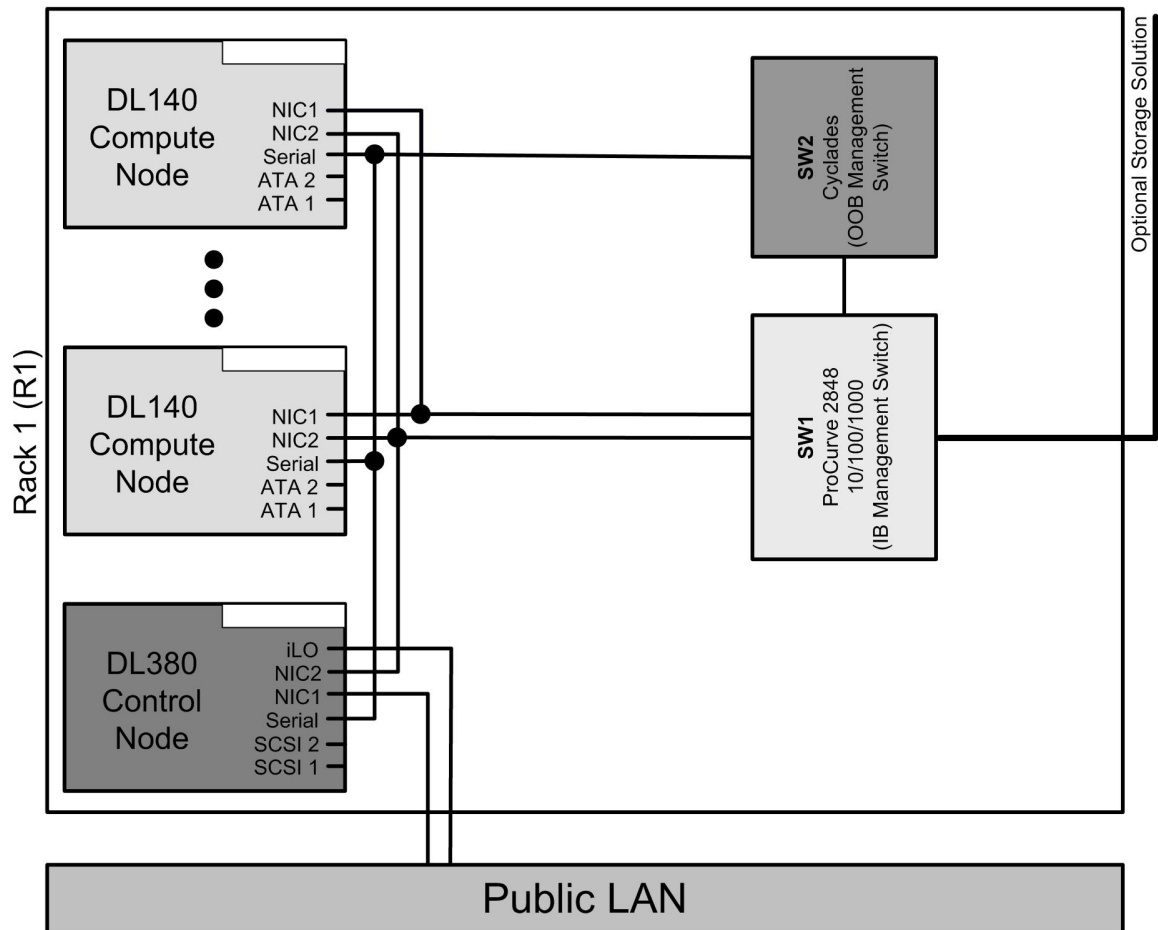 Rack 1 (R1)
DL140
Compute
Node
NIC1
NIC2
Serial
ATA 2
ATA 1
DL140
Compute
Node
NIC1
NIC2
Serial
ATA 2
ATA 1
DL380
Control
Node
iLO
NIC2
NIC1
Serial
SCSI 2
SCSI 1
SW2
Cyclades
(OOB Management
Switch)
SW1
ProCurve 2848
10/100/1000
(IB Management Switch)
Optional Storage Solution
Public LAN